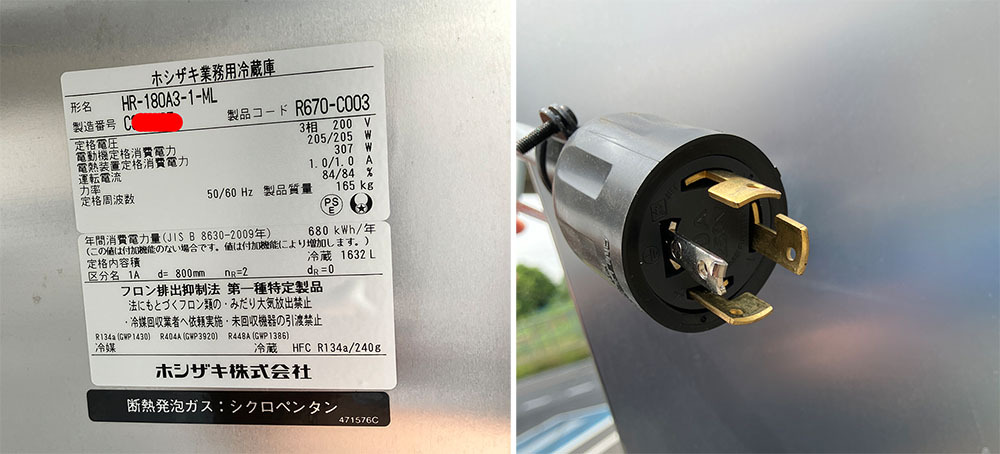 ホシザキ業務用冷蔵庫
形名 HR-180A3-1-ML
製造番号 製品コード R670-C003
定格電圧 3相 200 V
電動機定格消費電力 205/205 W
電熱装置定格消費電力 307 W
運転電流 1.0/1.0 A
力率 84/84 %
定格周波数 50/60 Hz 製品質量 165 kg
PS
E
年間消費電力量(JIS B 8630-2009年) 680 kWh/年
(この値は付加機能のない場合です。値は付加機能により増加します。)
定格内容積 冷蔵 1632 L
区分名 1A d= 800mm nR=2 dR=0
フロン排出抑制法 第一種特定製品
法にもとづくフロン類の・みだり大気放出禁止
・冷媒回収業者へ依頼実施・未回収機器の引渡禁止
R134a(GWP1430) R404A(GWP3920) R448A(GWP1386)
冷媒 冷蔵 HFC R134a/240g
ホシザキ株式会社
断熱発泡ガス：シクロペンタン
471576C